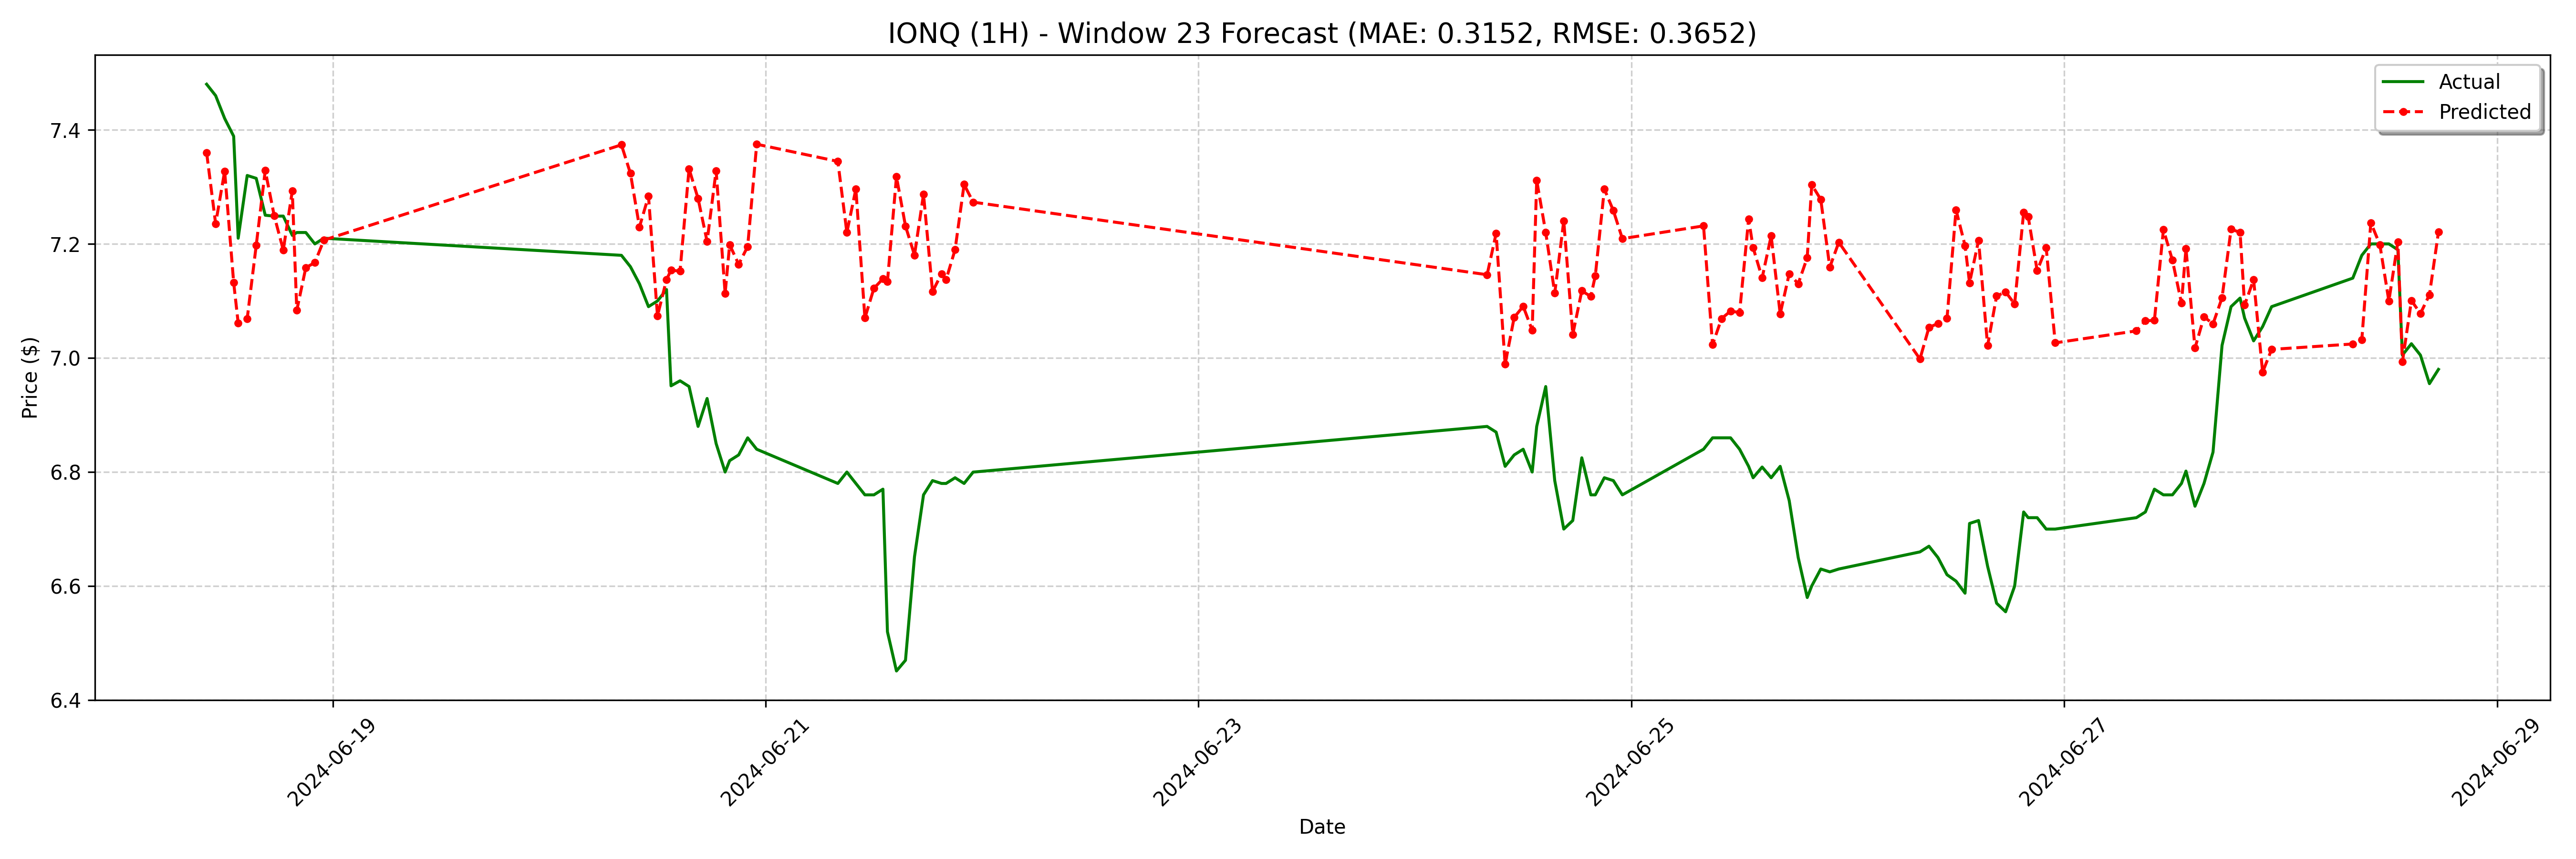 IONQ (1H) - Window 23 Forecast (MAE: 0.3152, RMSE: 0.3652)
Actual
Predicted
Price ($)
7.4
7.2
7.0
6.8
6.6
6.4
2024-06-19
2024-06-21
2024-06-23
2024-06-25
2024-06-27
2024-06-29
Date